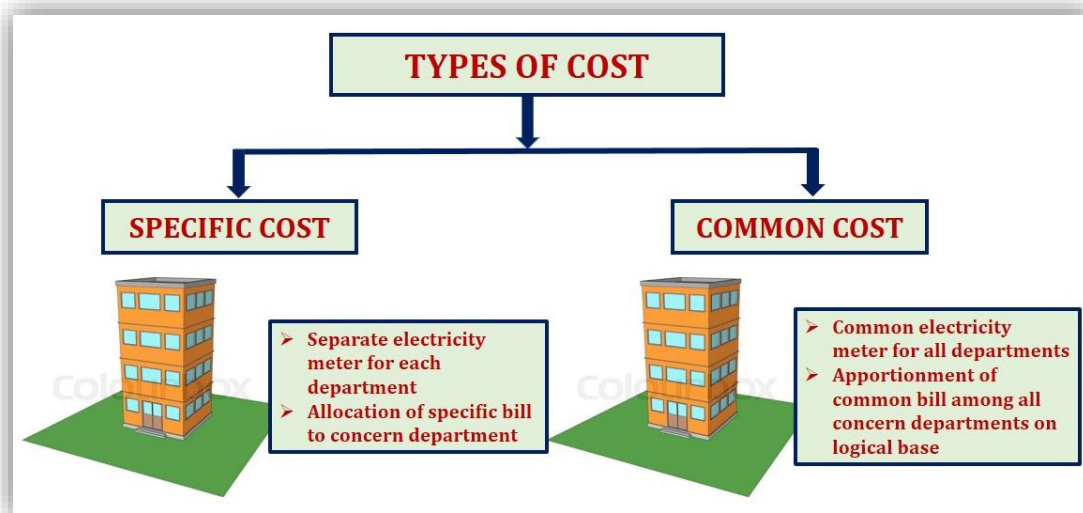 TYPES OF COST
SPECIFIC COST
COMMON COST
➢ Separate electricity
meter for each
department
➢ Allocation of specific bill
to concern department
➢ Common electricity
meter for all departments
➢ Apportionment of
common bill among all
concern departments on
logical base